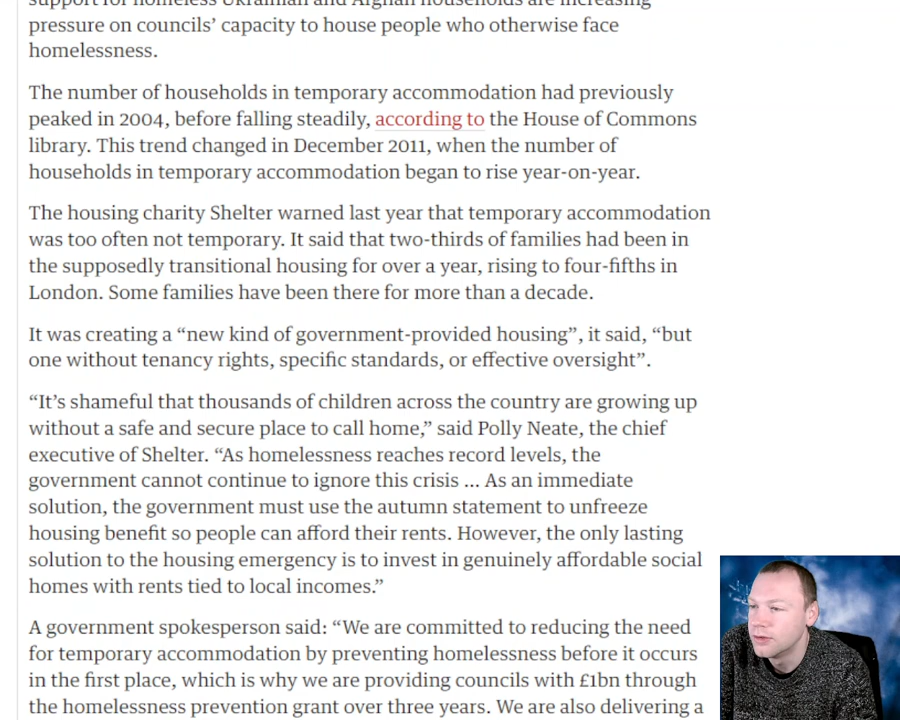 support for homeless Ukrainian and Afghan households are increasing
pressure on councils’ capacity to house people who otherwise face
homelessness.
The number of households in temporary accommodation had previously
peaked in 2004, before falling steadily, according to the House of Commons
library. This trend changed in December 2011, when the number of
households in temporary accommodation began to rise year-on-year.
The housing charity Shelter warned last year that temporary accommodation
was too often not temporary. It said that two-thirds of families had been in
the supposedly transitional housing for over a year, rising to four-fifths in
London. Some families have been there for more than a decade.
It was creating a “new kind of government-provided housing”, it said, “but
one without tenancy rights, specific standards, or effective oversight”.
“It’s shameful that thousands of children across the country are growing up
without a safe and secure place to call home,” said Polly Neate, the chief
executive of Shelter. “As homelessness reaches record levels, the
government cannot continue to ignore this crisis ... As an immediate
solution, the government must use the autumn statement to unfreeze
housing benefit so people can afford their rents. However, the only lasting
solution to the housing emergency is to invest in genuinely affordable social
homes with rents tied to local incomes.”
A government spokesperson said: “We are committed to reducing the need
for temporary accommodation by preventing homelessness before it occurs
in the first place, which is why we are providing councils with £1bn through
the homelessness prevention grant over three years. We are also delivering a